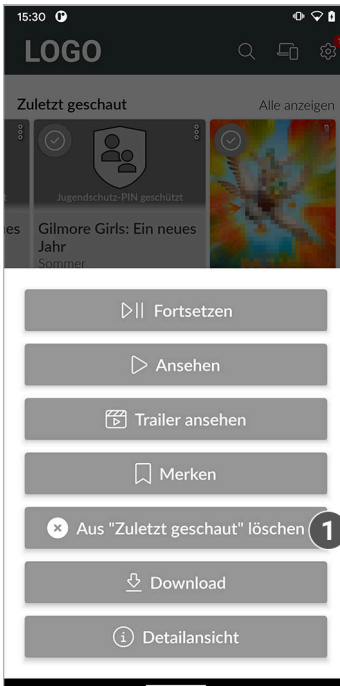 15:30
LOGO
Zuletzt geschaut Alle anzeigen
Jugendschutz-PIN geschützt
es Gilmore Girls: Ein neues
Jahr
Sommer
Fortsetzen
Ansehen
Trailer ansehen
Merken
Aus "Zuletzt geschaut" löschen 1
Download
Detailansicht